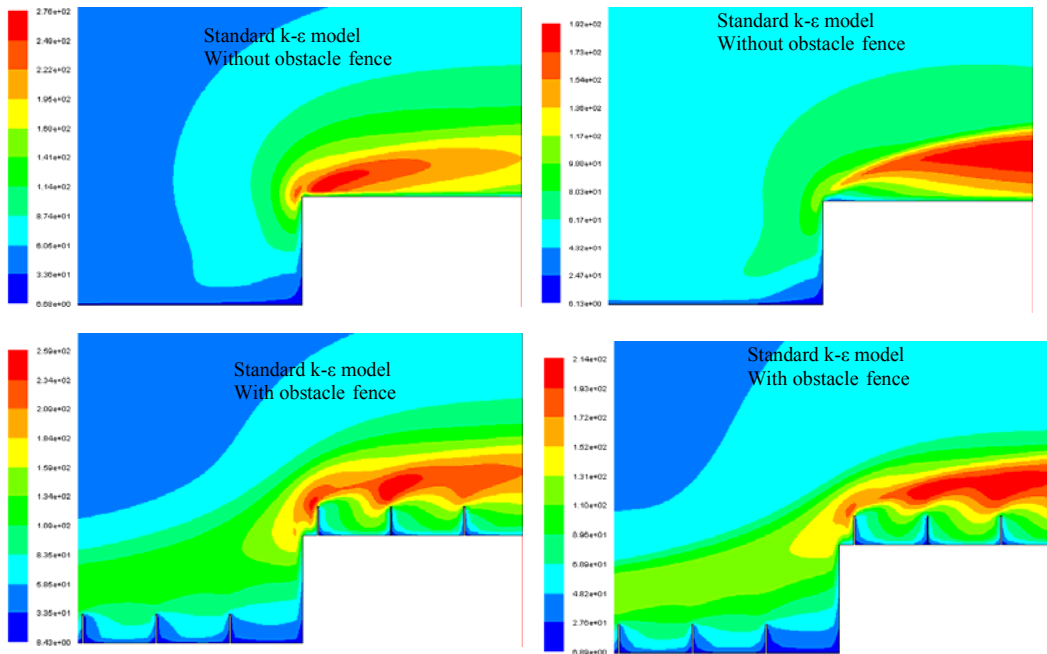 2.76e+02
2.49e+02
2.22e+02
1.95e+02
1.68e+02
1.41e+02
1.14e+02
8.74e+01
6.05e+01
3.36e+01
6.68e+00
Standard k-ε model
Without obstacle fence
1.92e+02
1.73e+02
1.54e+02
1.36e+02
1.17e+02
9.89e+01
8.03e+01
6.17e+01
4.32e+01
2.47e+01
6.13e+00
Standard k-ε model
Without obstacle fence
2.59e+02
2.34e+02
2.09e+02
1.84e+02
1.59e+02
1.34e+02
1.09e+02
8.35e+01
5.85e+01
3.35e+01
8.43e+00
Standard k-ε model
With obstacle fence
2.14e+02
1.93e+02
1.72e+02
1.52e+02
1.31e+02
1.10e+02
8.96e+01
6.89e+01
4.82e+01
2.76e+01
6.89e+00
Standard k-ε model
With obstacle fence